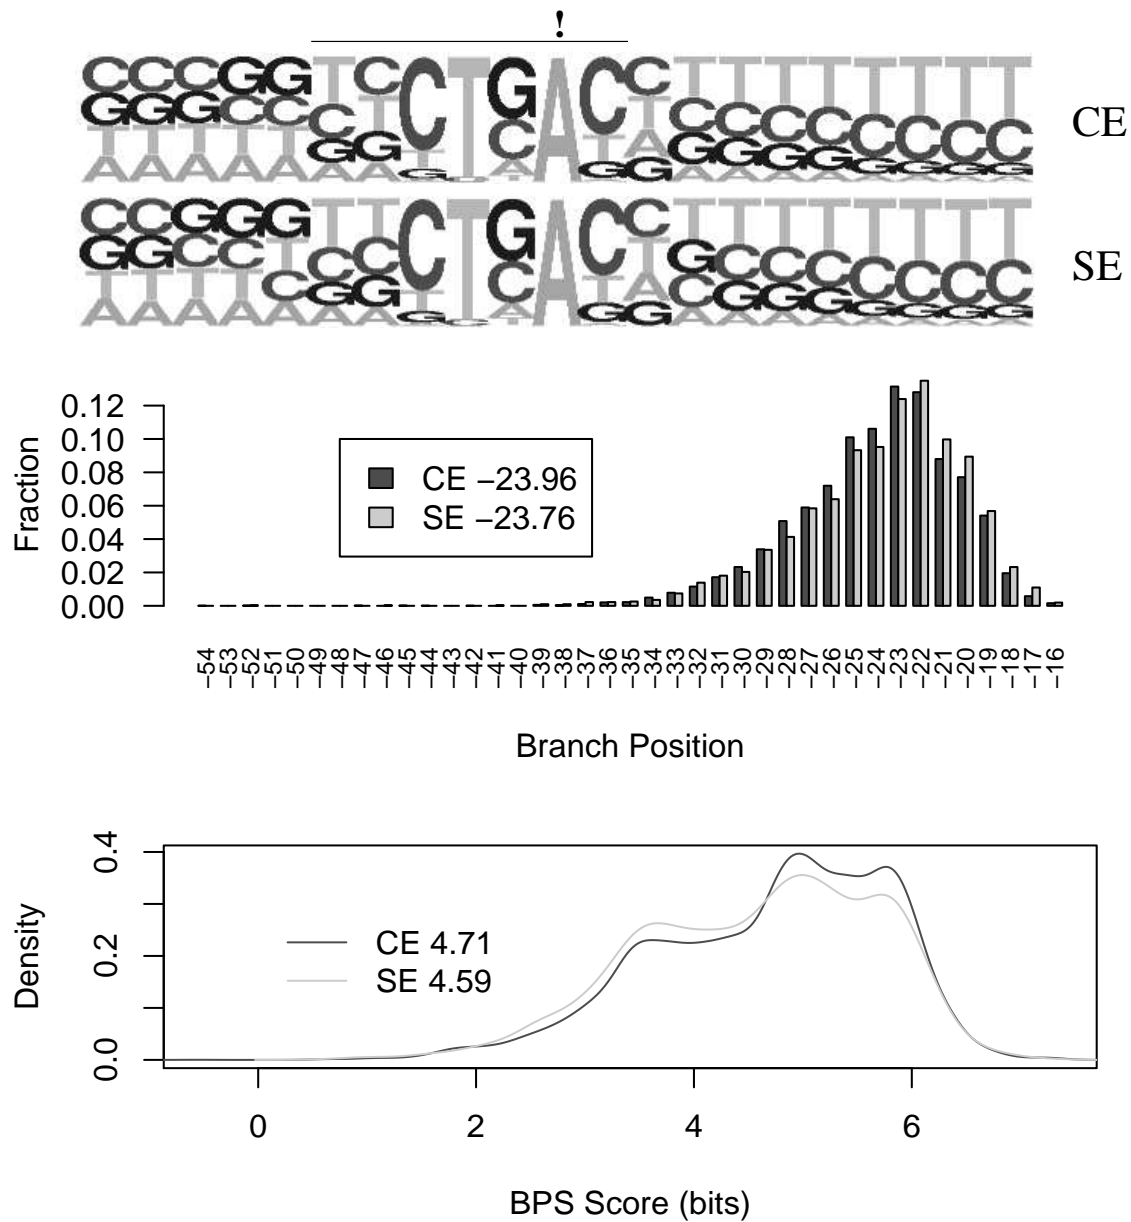 !
C C C G G T C C T G A C C T T T T T T T T
G G G C C C T T C T T C C C C C C C C
T T T T T G G G A G A G G G G G G G G
A A A A A A A G A A A A
CE
C C G G G T T C T G A C C T T T T T T T T
G G C C T C C T C T T G C C C C C C C
T T T T C G G G A G A C G G G G G G G
A A A A A A A G A A A A
SE
Fraction
0.12
0.10
0.08
0.06
0.04
0.02
0.00
CE −23.96
SE −23.76
−54 −53 −52 −51 −50 −49 −48 −47 −46 −45 −44 −43 −42 −41 −40 −39 −38 −37 −36 −35 −34 −33 −32 −31 −30 −29 −28 −27 −26 −25 −24 −23 −22 −21 −20 −19 −18 −17 −16
Branch Position
Density
0.4
0.2
0.0
CE 4.71
SE 4.59
0 2 4 6
BPS Score (bits)